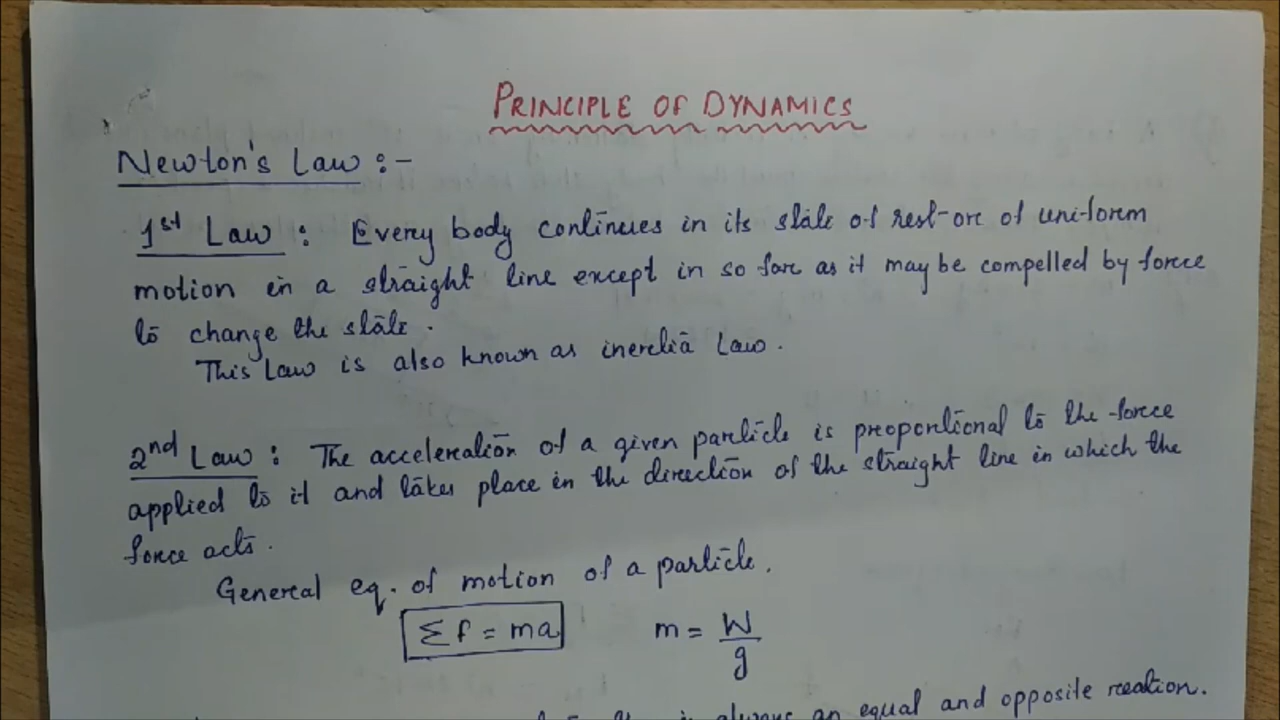 PRINCIPLE OF DYNAMICS
Newton's Law :-
1st Law : Every body continues in its state of rest or of uniform
motion in a straight line except in so far as it may be compelled by force
to change the state.
This Law is also known as inertia Law.
2nd Law : The acceleration of a given particle is proportional to the force
applied to it and takes place in the direction of the straight line in which the
force acts.
General eq. of motion of a particle.
Σf = ma m = W/g
always an equal and opposite reaction.